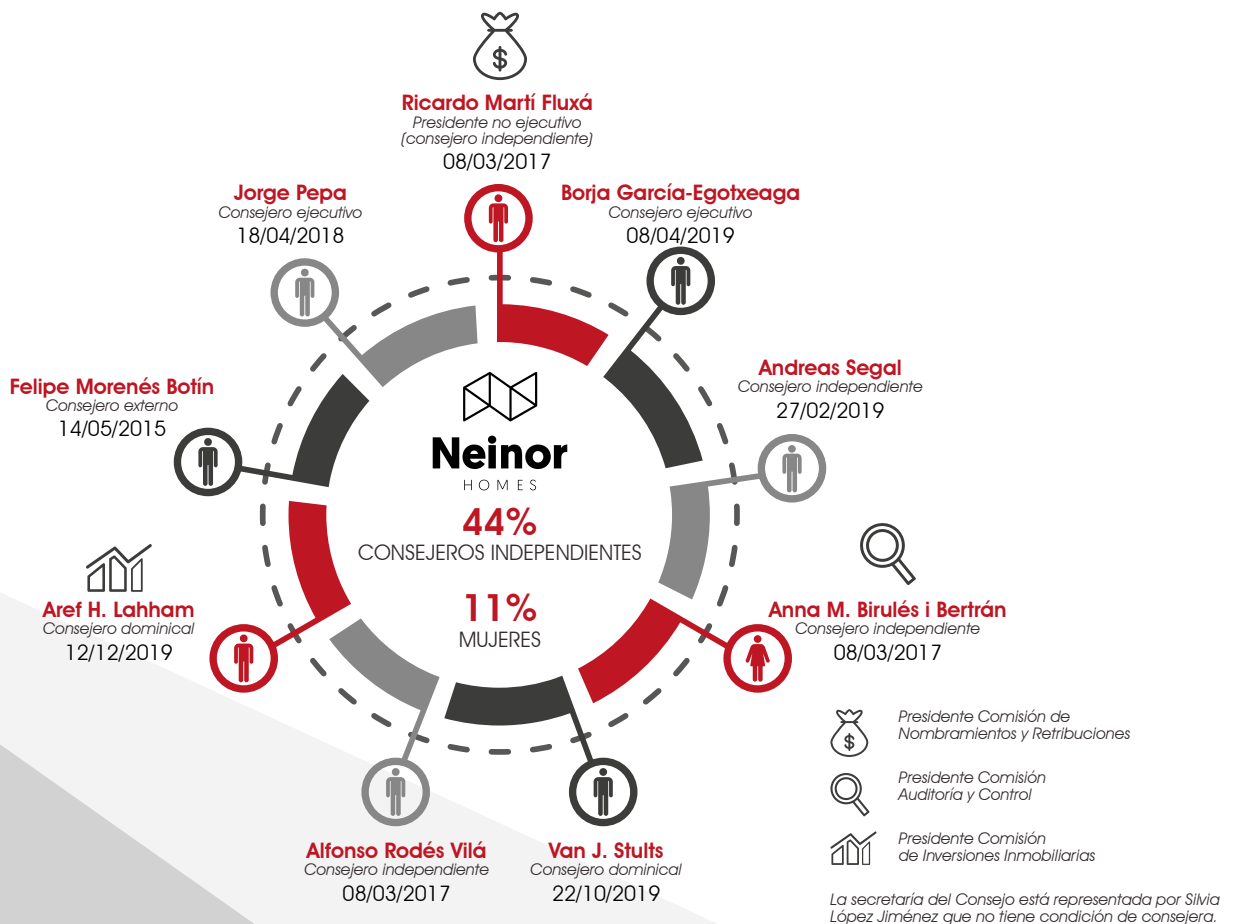 $
Ricardo Martí Fluxá
Presidente no ejecutivo
(consejero independiente)
08/03/2017
Jorge Pepa
Consejero ejecutivo
18/04/2018
Borja García-Egotxeaga
Consejero ejecutivo
08/04/2019
Felipe Morenés Botín
Consejero externo
14/05/2015
Andreas Segal
Consejero independiente
27/02/2019
Neinor
HOMES
44%
CONSEJEROS INDEPENDIENTES
11%
MUJERES
Aref H. Lahham
Consejero dominical
12/12/2019
Anna M. Birulés i Bertrán
Consejero independiente
08/03/2017
Alfonso Rodés Vilá
Consejero independiente
08/03/2017
Van J. Stults
Consejero dominical
22/10/2019
$
Presidente Comisión de
Nombramientos y Retribuciones
Presidente Comisión
Auditoría y Control
Presidente Comisión
de Inversiones Inmobiliarias
La secretaría del Consejo está representada por Silvia
López Jiménez que no tiene condición de consejera.